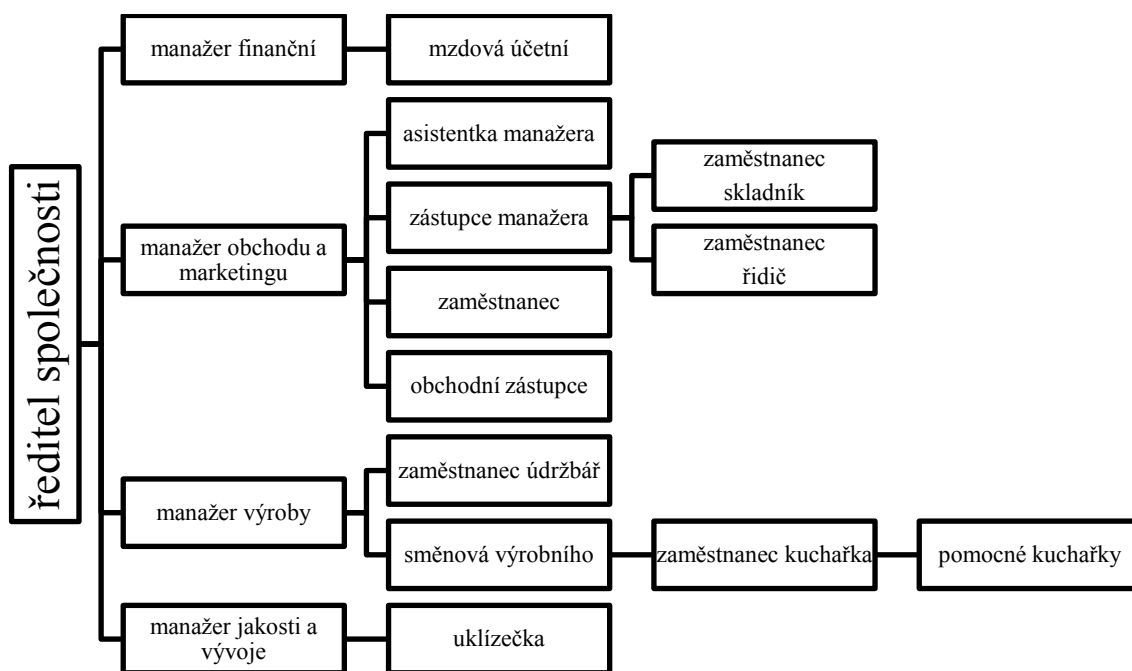 ředitel společnosti
manažer finanční
mzdová účetní
manažer obchodu a
marketingu
asistentka manažera
zástupce manažera
zaměstnanec
skladník
zaměstnanec
řidič
zaměstnanec
obchodní zástupce
manažer výroby
zaměstnanec údržbář
směnová výrobního
zaměstnanec kuchařka
pomocné kuchařky
manažer jakosti a
vývoje
uklízečka